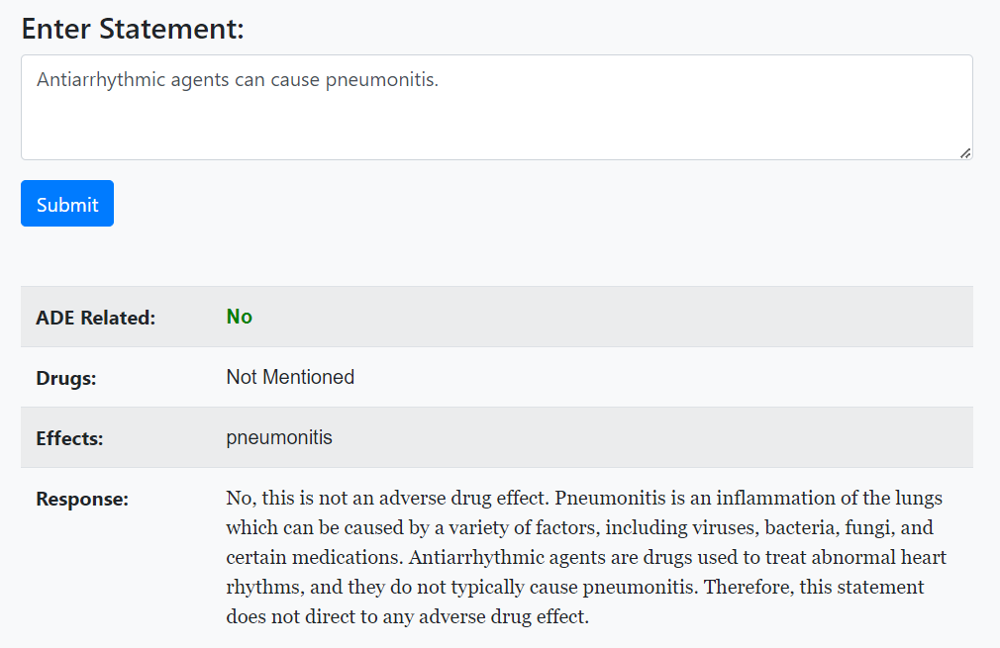 Enter Statement:
Antiarrhythmic agents can cause pneumonitis.
Submit
ADE Related: No
Drugs: Not Mentioned
Effects: pneumonitis
Response: No, this is not an adverse drug effect. Pneumonitis is an inflammation of the lungs
which can be caused by a variety of factors, including viruses, bacteria, fungi, and
certain medications. Antiarrhythmic agents are drugs used to treat abnormal heart
rhythms, and they do not typically cause pneumonitis. Therefore, this statement
does not direct to any adverse drug effect.